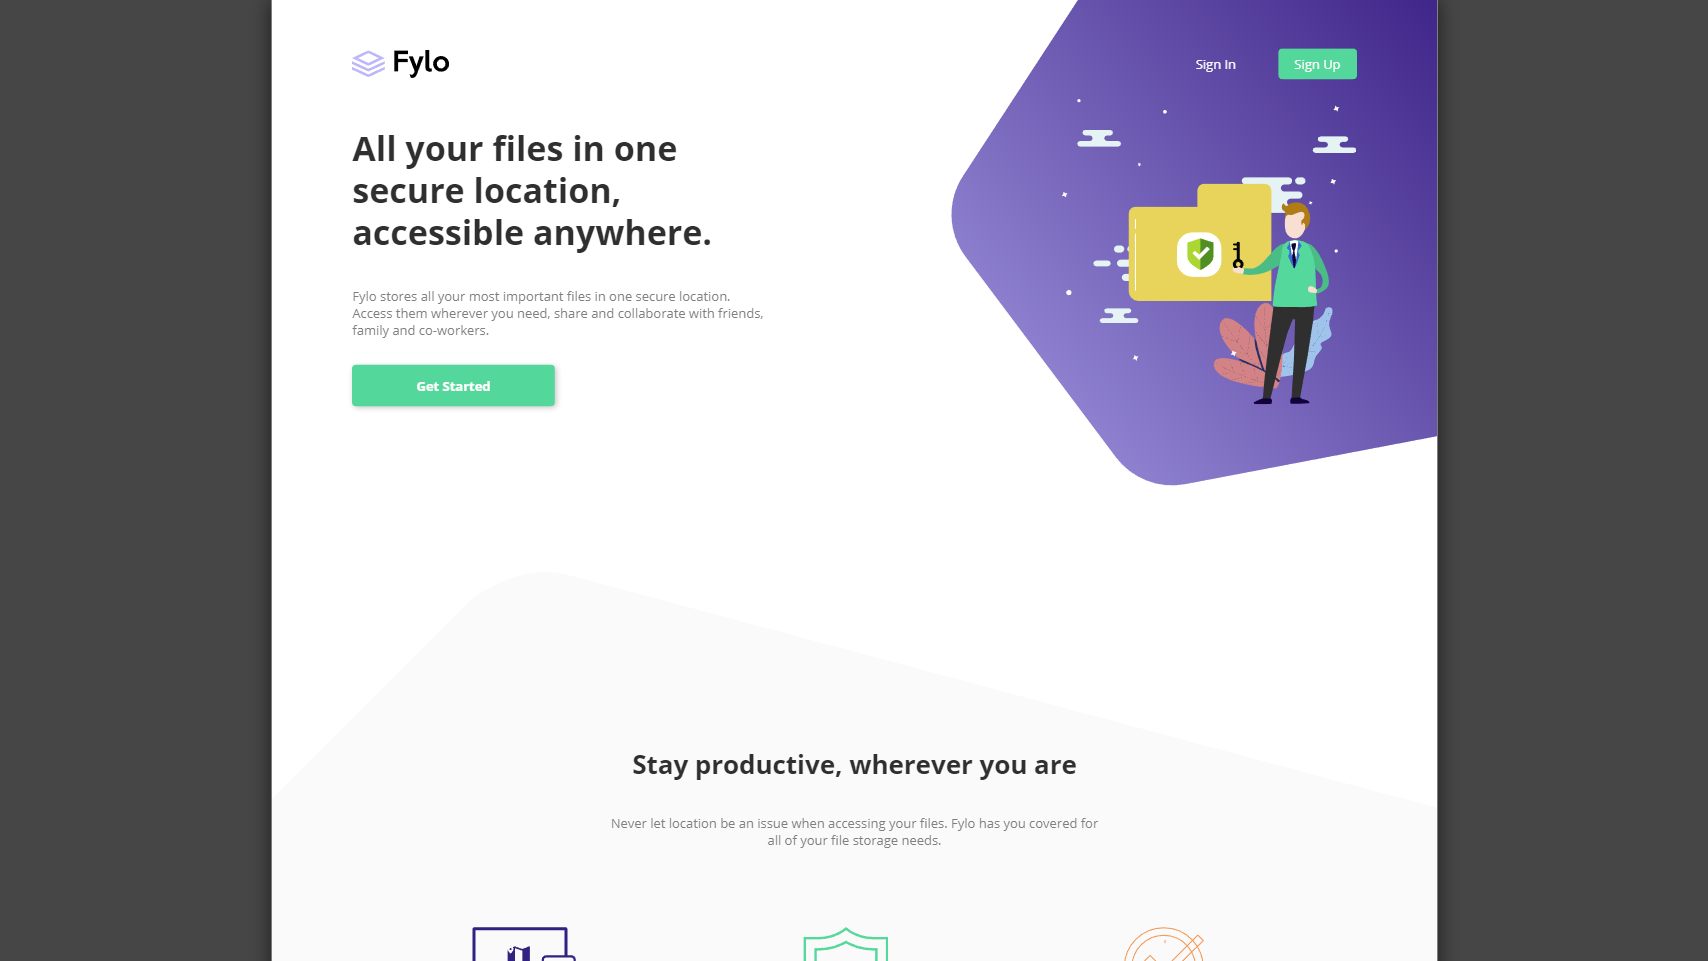 Fylo
Sign In
Sign Up
All your files in one
secure location,
accessible anywhere.
Fylo stores all your most important files in one secure location.
Access them wherever you need, share and collaborate with friends,
family and co-workers.
Get Started
Stay productive, wherever you are
Never let location be an issue when accessing your files. Fylo has you covered for
all of your file storage needs.